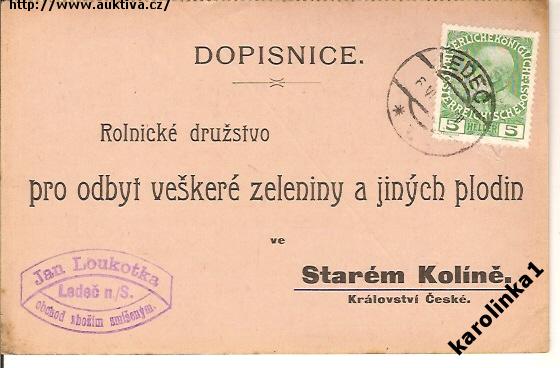 http://www.auktiva.cz/
DOPISNICE.
LEDEČ
5 HELLER 5
Rolnické družstvo
pro odbyt veškeré zeleniny a jiných plodin
ve
Starém Kolíně.
Království České.
Jan Loukotka
Ledeč n/S.
obchod zbožím smíšeným.
karolinka1